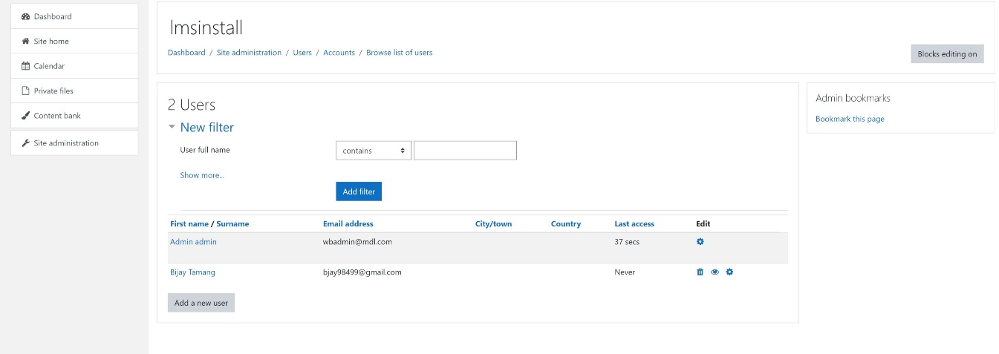 Dashboard
Site home
Calendar
Private files
Content bank
Site administration
lmsinstall
Dashboard / Site administration / Users / Accounts / Browse list of users
Blocks editing on
2 Users
New filter
User full name contains
Show more...
Add filter
First name / Surname Email address City/town Country Last access Edit
Admin admin wbadmin@mdl.com 37 secs
Bijay Tamang bjay98499@gmail.com Never
Add a new user
Admin bookmarks
Bookmark this page